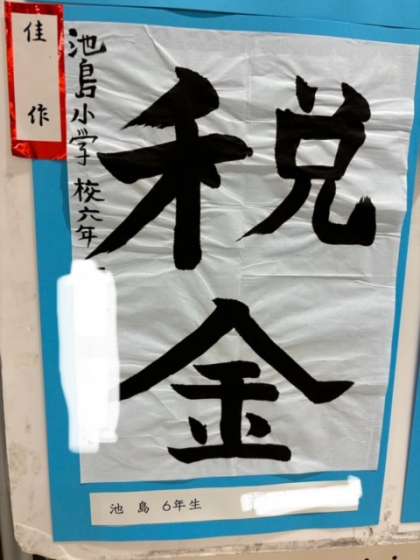 佳作
税金
池島小学校六年
池島 6年生